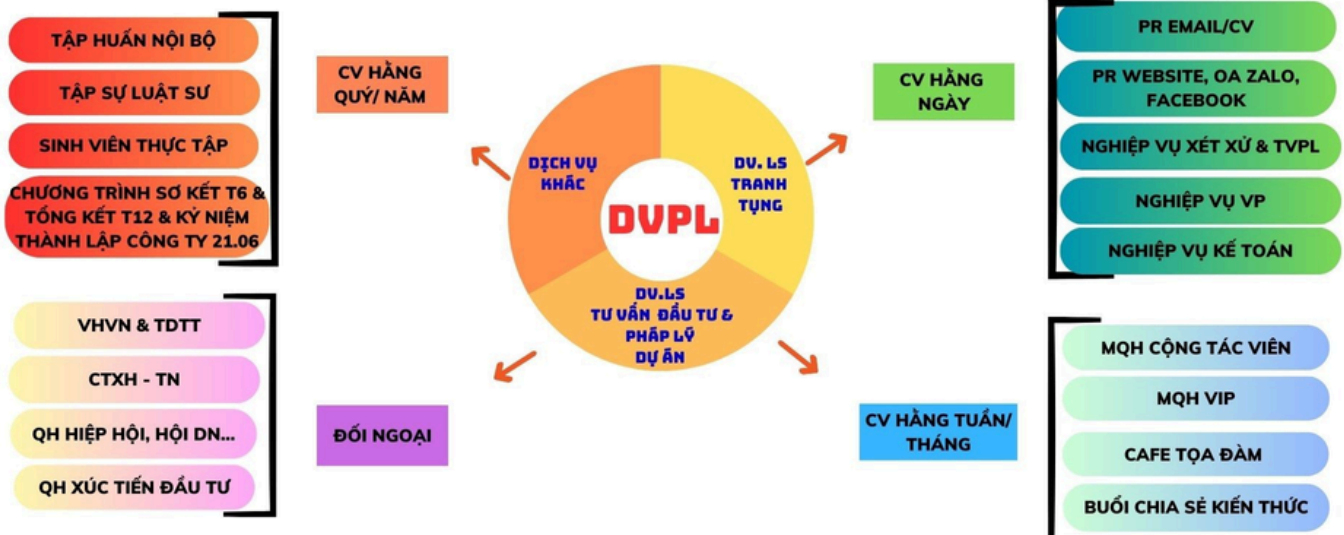 TẬP HUẤN NỘI BỘ
TẬP SỰ LUẬT SƯ
SINH VIÊN THỰC TẬP
CHƯƠNG TRÌNH SƠ KẾT T6 &
TỔNG KẾT T12 & KỶ NIỆM
THÀNH LẬP CÔNG TY 21.06
CV HẰNG
QUÝ/ NĂM
VHVN & TDTT
CTXH - TN
QH HIỆP HỘI, HỘI DN...
QH XÚC TIẾN ĐẦU TƯ
ĐỐI NGOẠI
DỊCH VỤ
KHÁC
DV. LS
TRANH
TỤNG
DVPL
DV.LS
TƯ VẤN ĐẦU TƯ &
PHÁP LÝ
DỰ ÁN
CV HẰNG
NGÀY
PR EMAIL/CV
PR WEBSITE, OA ZALO,
FACEBOOK
NGHIỆP VỤ XÉT XỬ & TVPL
NGHIỆP VỤ VP
NGHIỆP VỤ KẾ TOÁN
CV HẰNG TUẦN/
THÁNG
MQH CỘNG TÁC VIÊN
MQH VIP
CAFE TỌA ĐÀM
BUỔI CHIA SẺ KIẾN THỨC